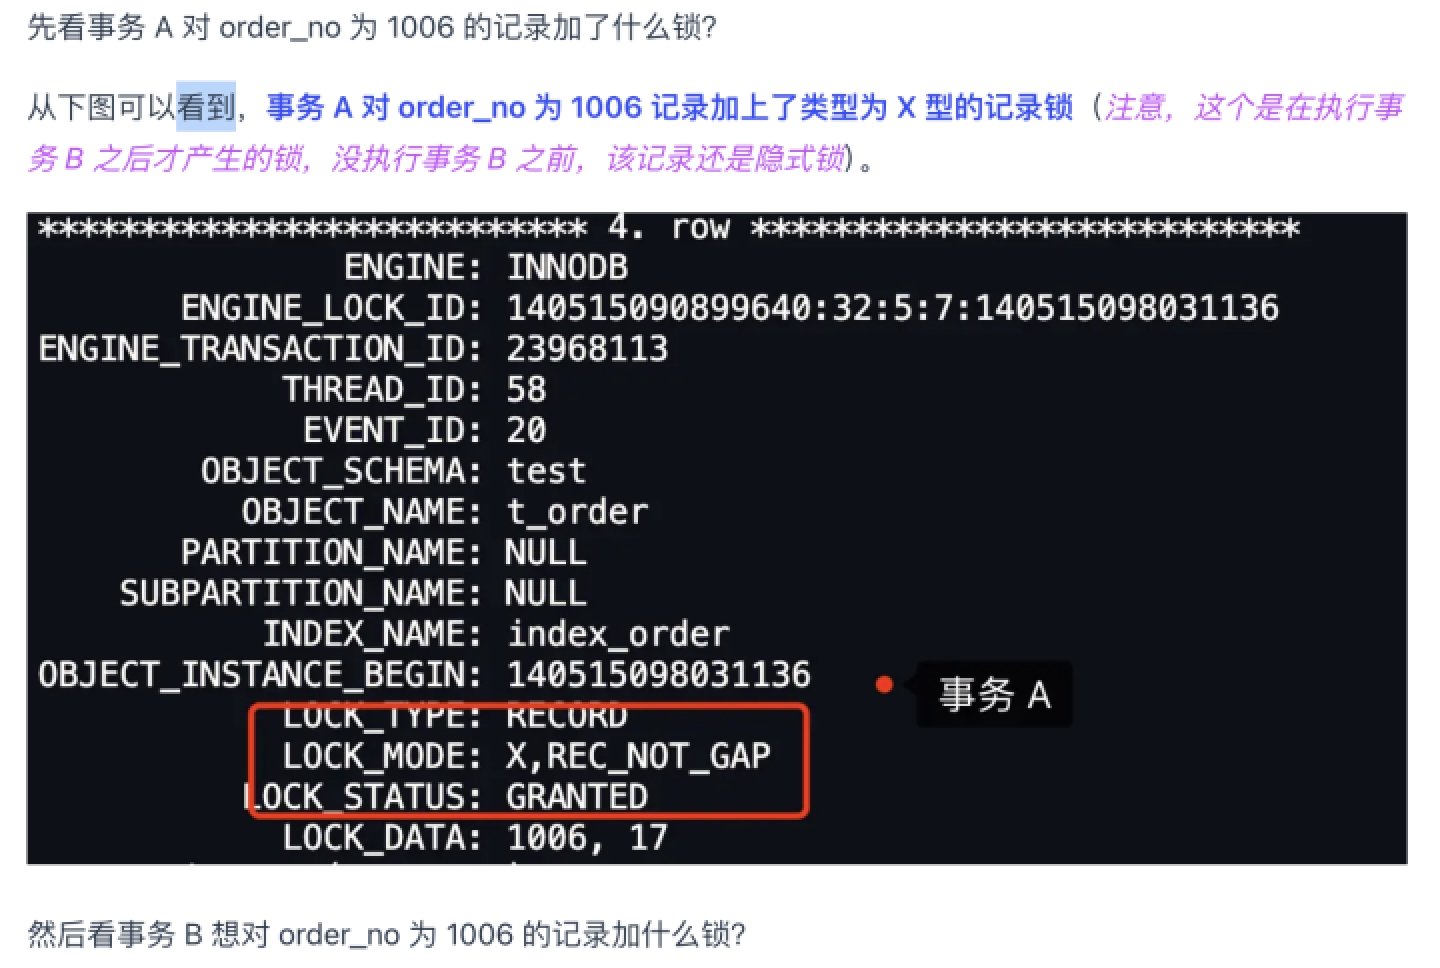 先看事务 A 对 order_no 为 1006 的记录加了什么锁?
从下图可以看到，事务 A 对 order_no 为 1006 记录加上了类型为 X 型的记录锁（注意，这个是在执行事
务 B 之后才产生的锁，没执行事务 B 之前，该记录还是隐式锁）。
*************************** 4. row ***************************
ENGINE: INNODB
ENGINE_LOCK_ID: 140515090899640:32:5:7:140515098031136
ENGINE_TRANSACTION_ID: 23968113
THREAD_ID: 58
EVENT_ID: 20
OBJECT_SCHEMA: test
OBJECT_NAME: t_order
PARTITION_NAME: NULL
SUBPARTITION_NAME: NULL
INDEX_NAME: index_order
OBJECT_INSTANCE_BEGIN: 140515098031136
事务 A
LOCK_TYPE: RECORD
LOCK_MODE: X,REC_NOT_GAP
LOCK_STATUS: GRANTED
LOCK_DATA: 1006, 17
然后看事务 B 想对 order_no 为 1006 的记录加什么锁?